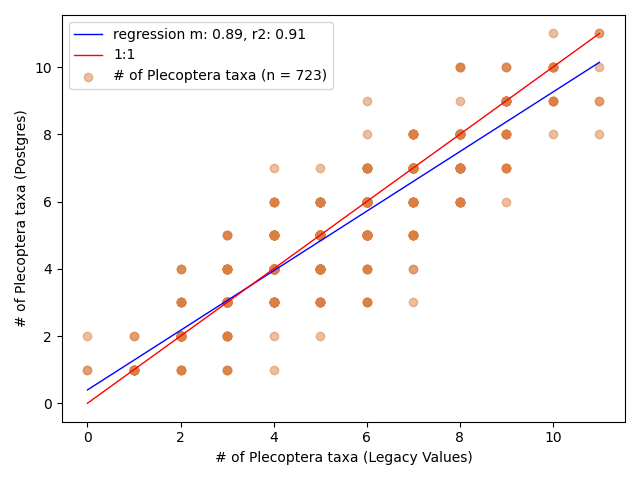 regression m: 0.89, r2: 0.91
1:1
# of Plecoptera taxa (n = 723)
# of Plecoptera taxa (Postgres)
10
8
6
4
2
0
0 2 4 6 8 10
# of Plecoptera taxa (Legacy Values)